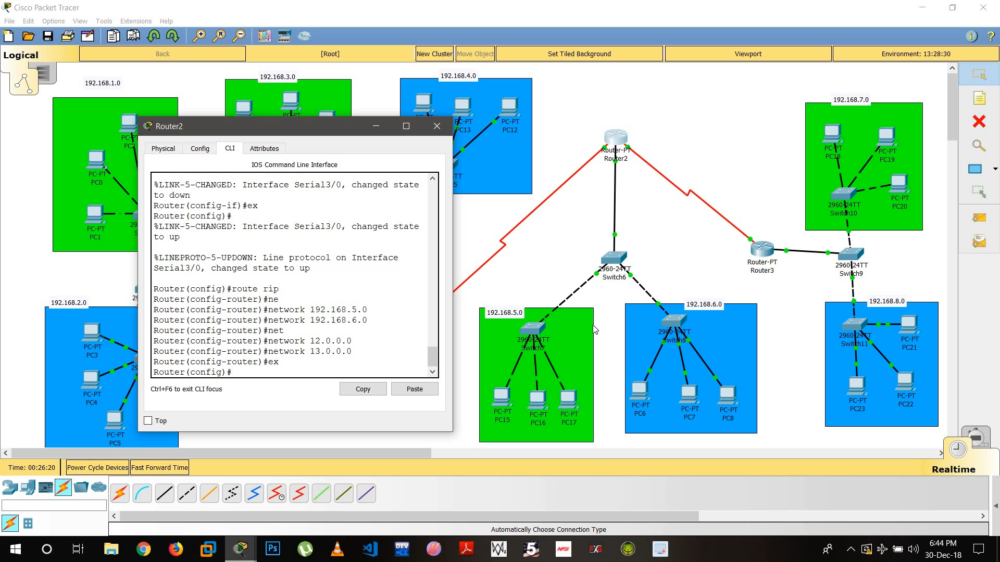 Cisco Packet Tracer
File Edit Options View Tools Extensions Help
Logical
Back
[Root]
New Cluster
Move Object
Set Tiled Background
Viewport
Environment: 13:28:30
192.168.1.0
192.168.3.0
192.168.4.0
192.168.7.0
PC-PT
PC2
PC-PT
PC0
PC-PT
PC1
PC-PT
PC-PT
PC13
PC-PT
PC12
Router-PT
Router2
PC-PT
PC18
PC-PT
PC19
PC-PT
PC20
2960-24TT
Switch10
Router-PT
Router3
2960-24TT
Switch9
2960-24TT
Switch6
192.168.2.0
PC-PT
PC3
PC-PT
PC4
PC-PT
PC5
192.168.5.0
2960-24TT
Switch7
PC-PT
PC15
PC-PT
PC16
PC-PT
PC17
192.168.6.0
2960-24TT
Switch8
PC-PT
PC6
PC-PT
PC7
PC-PT
PC8
192.168.8.0
2960-24TT
Switch11
PC-PT
PC21
PC-PT
PC23
PC-PT
PC22
Router2
Physical Config CLI Attributes
IOS Command Line Interface
%LINK-5-CHANGED: Interface Serial3/0, changed state
to down
Router(config-if)#ex
Router(config)#
%LINK-5-CHANGED: Interface Serial3/0, changed state
to up
%LINEPROTO-5-UPDOWN: Line protocol on Interface
Serial3/0, changed state to up
Router(config)#route rip
Router(config-router)#ne
Router(config-router)#network 192.168.5.0
Router(config-router)#network 192.168.6.0
Router(config-router)#net
Router(config-router)#network 12.0.0.0
Router(config-router)#network 13.0.0.0
Router(config-router)#ex
Router(config)#
Ctrl+F6 to exit CLI focus
Copy
Paste
Top
Time: 00:26:20
Power Cycle Devices
Fast Forward Time
Realtime
Automatically Choose Connection Type
6:44 PM
30-Dec-18